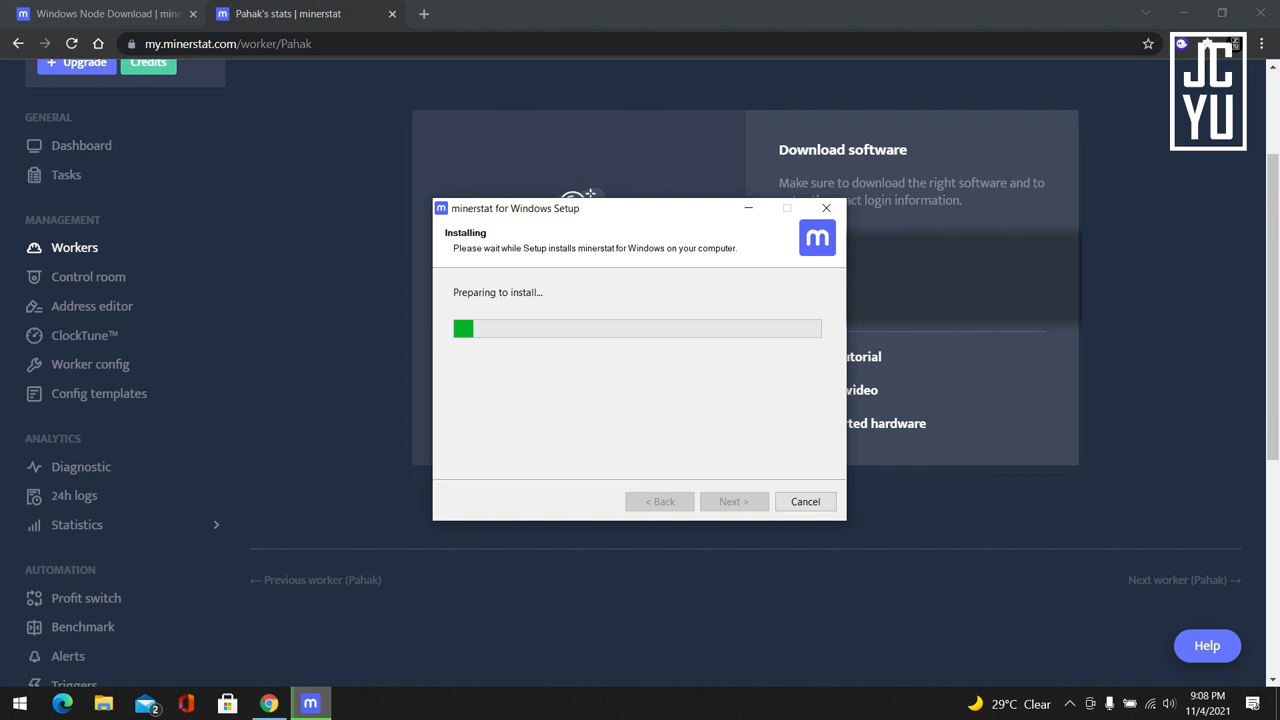 Windows Node Download | mine
Pahak's stats | minerstat
my.minerstat.com/worker/Pahak
JC
YU
+ Upgrade
Credits
GENERAL
Dashboard
Tasks
MANAGEMENT
Workers
Control room
Address editor
ClockTune™
Worker config
Config templates
ANALYTICS
Diagnostic
24h logs
Statistics
AUTOMATION
Profit switch
Benchmark
Alerts
Triggers
Download software
Make sure to download the right software and to
act login information.
utorial
video
rted hardware
m minerstat for Windows Setup
Installing
Please wait while Setup installs minerstat for Windows on your computer.
m
Preparing to install...
< Back
Next >
Cancel
← Previous worker (Pahak)
Next worker (Pahak) →
Help
2
29°C Clear
9:08 PM
11/4/2021